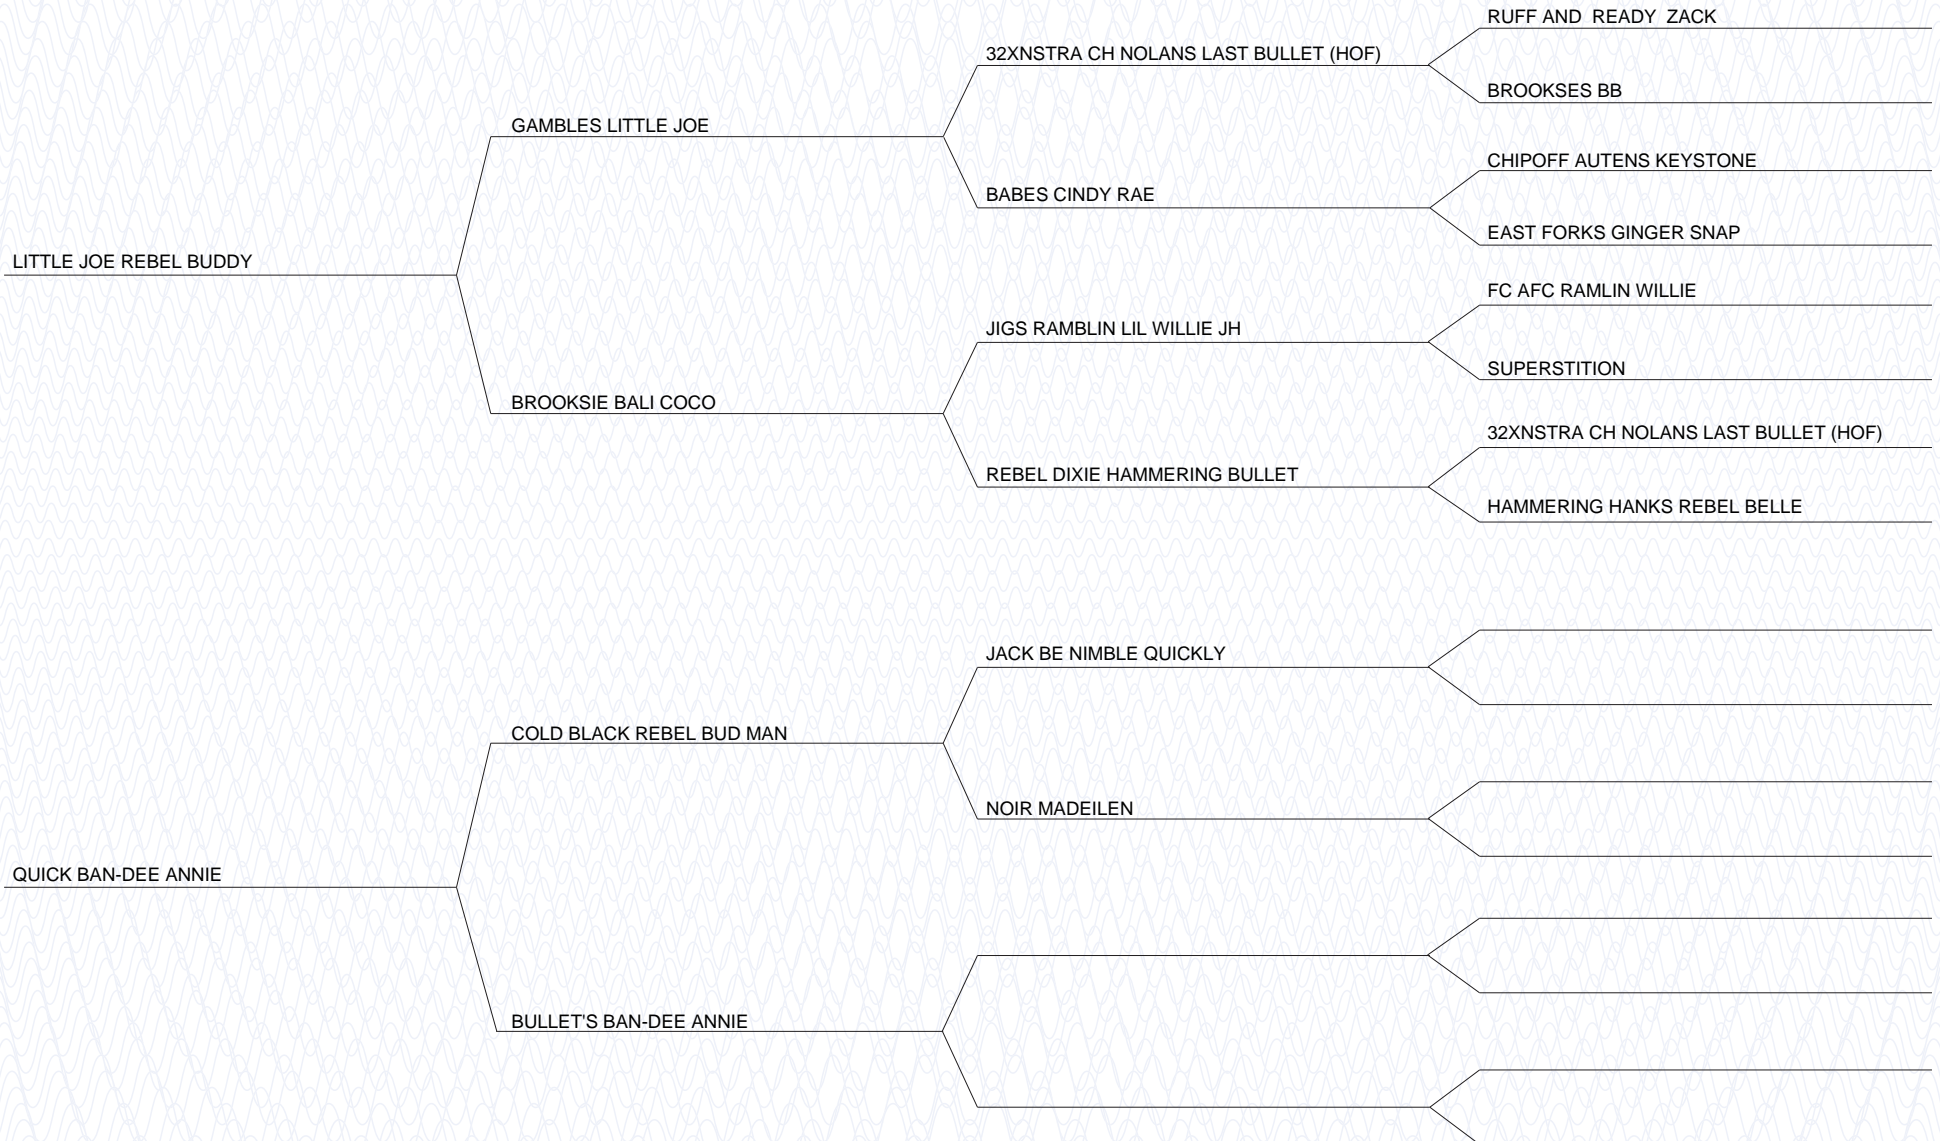 RUFF AND  READY  ZACK
32XNSTRA CH NOLANS LAST BULLET (HOF)
BROOKSES BB
GAMBLES LITTLE JOE
CHIPOFF AUTENS KEYSTONE
BABES CINDY RAE
EAST FORKS GINGER SNAP
LITTLE JOE REBEL BUDDY
FC AFC RAMLIN WILLIE
JIGS RAMBLIN LIL WILLIE JH
SUPERSTITION
BROOKSIE BALI COCO
32XNSTRA CH NOLANS LAST BULLET (HOF)
REBEL DIXIE HAMMERING BULLET
HAMMERING HANKS REBEL BELLE
JACK BE NIMBLE QUICKLY
COLD BLACK REBEL BUD MAN
NOIR MADEILEN
QUICK BAN-DEE ANNIE
BULLET'S BAN-DEE ANNIE